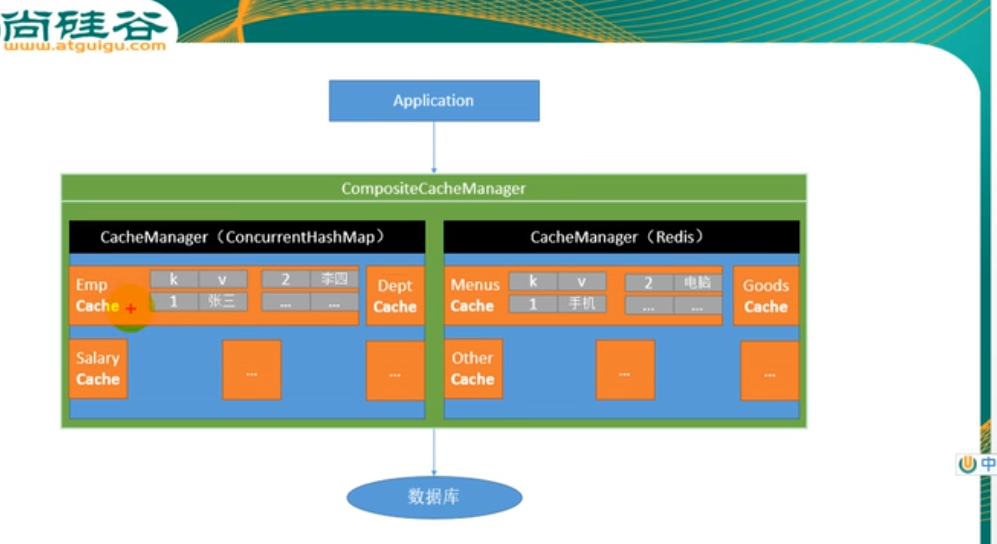 尚硅谷
www.atguigu.com
Application
CompositeCacheManager
CacheManager（ConcurrentHashMap）
CacheManager（Redis）
Emp
Cache
k v
1 张三
2 李四
... ...
Dept
Cache
Menus
Cache
k v
1 手机
2 电脑
... ...
Goods
Cache
Salary
Cache
...
...
Other
Cache
...
...
数据库
中